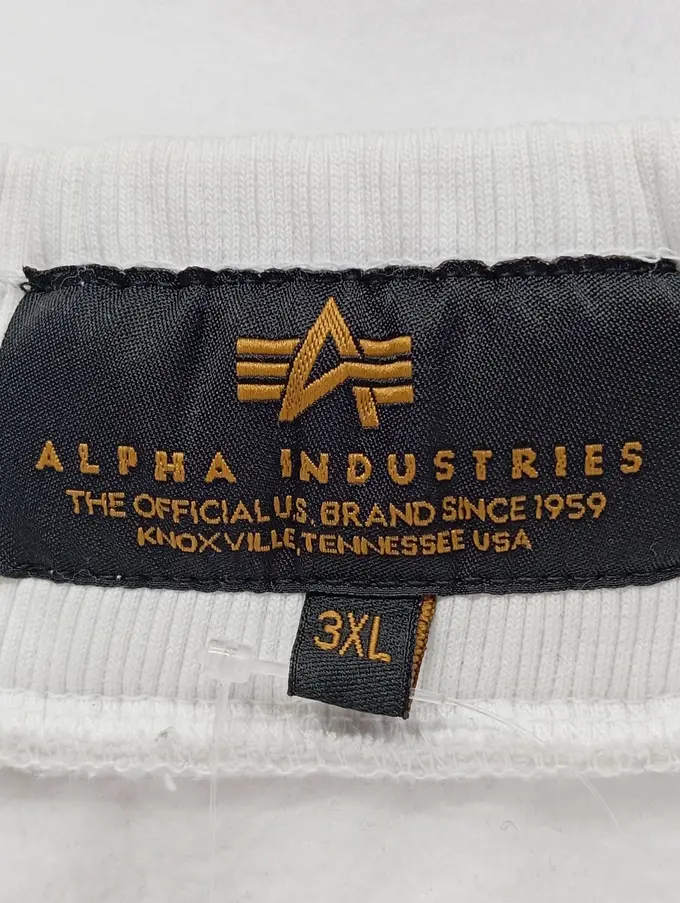 ALPHA INDUSTRIES
THE OFFICIAL U.S. BRAND SINCE 1959
KNOXVILLE, TENNESSEE USA
3XL